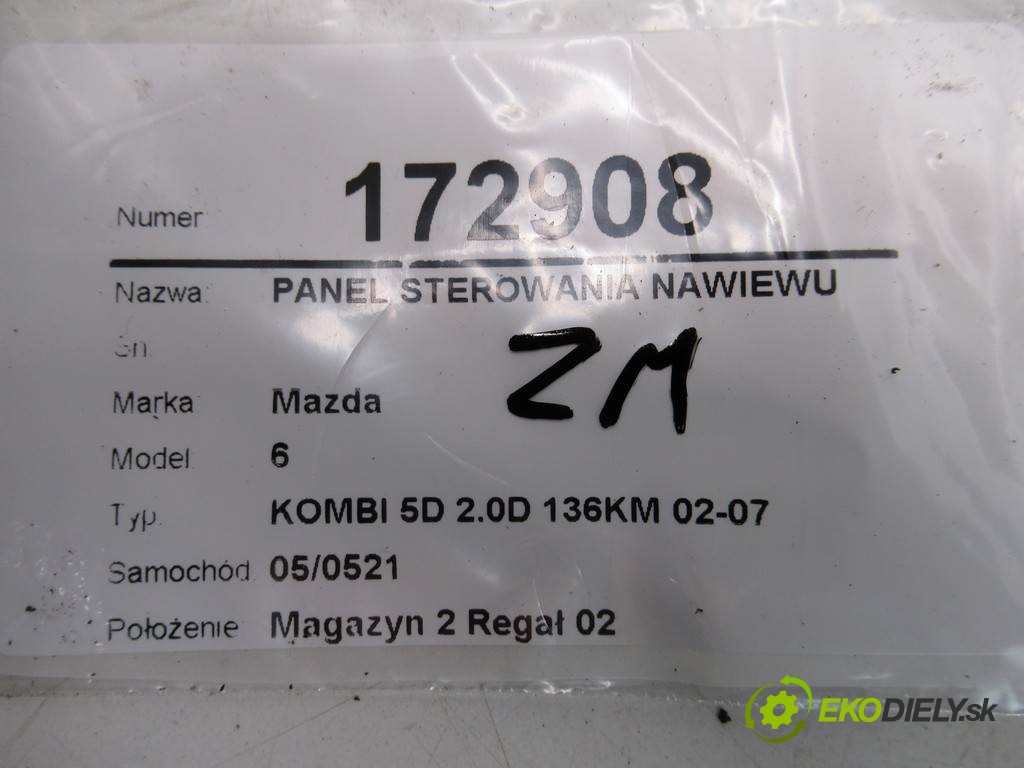 Numer 172908
Nazwa: PANEL STEROWANIA NAWIEWU
Sn.
ZM
Marka Mazda
Model: 6
Typ: KOMBI 5D 2.0D 136KM 02-07
Samochód: 05/0521
Położenie Magazyn 2 Regał 02
EKODIELY.sk